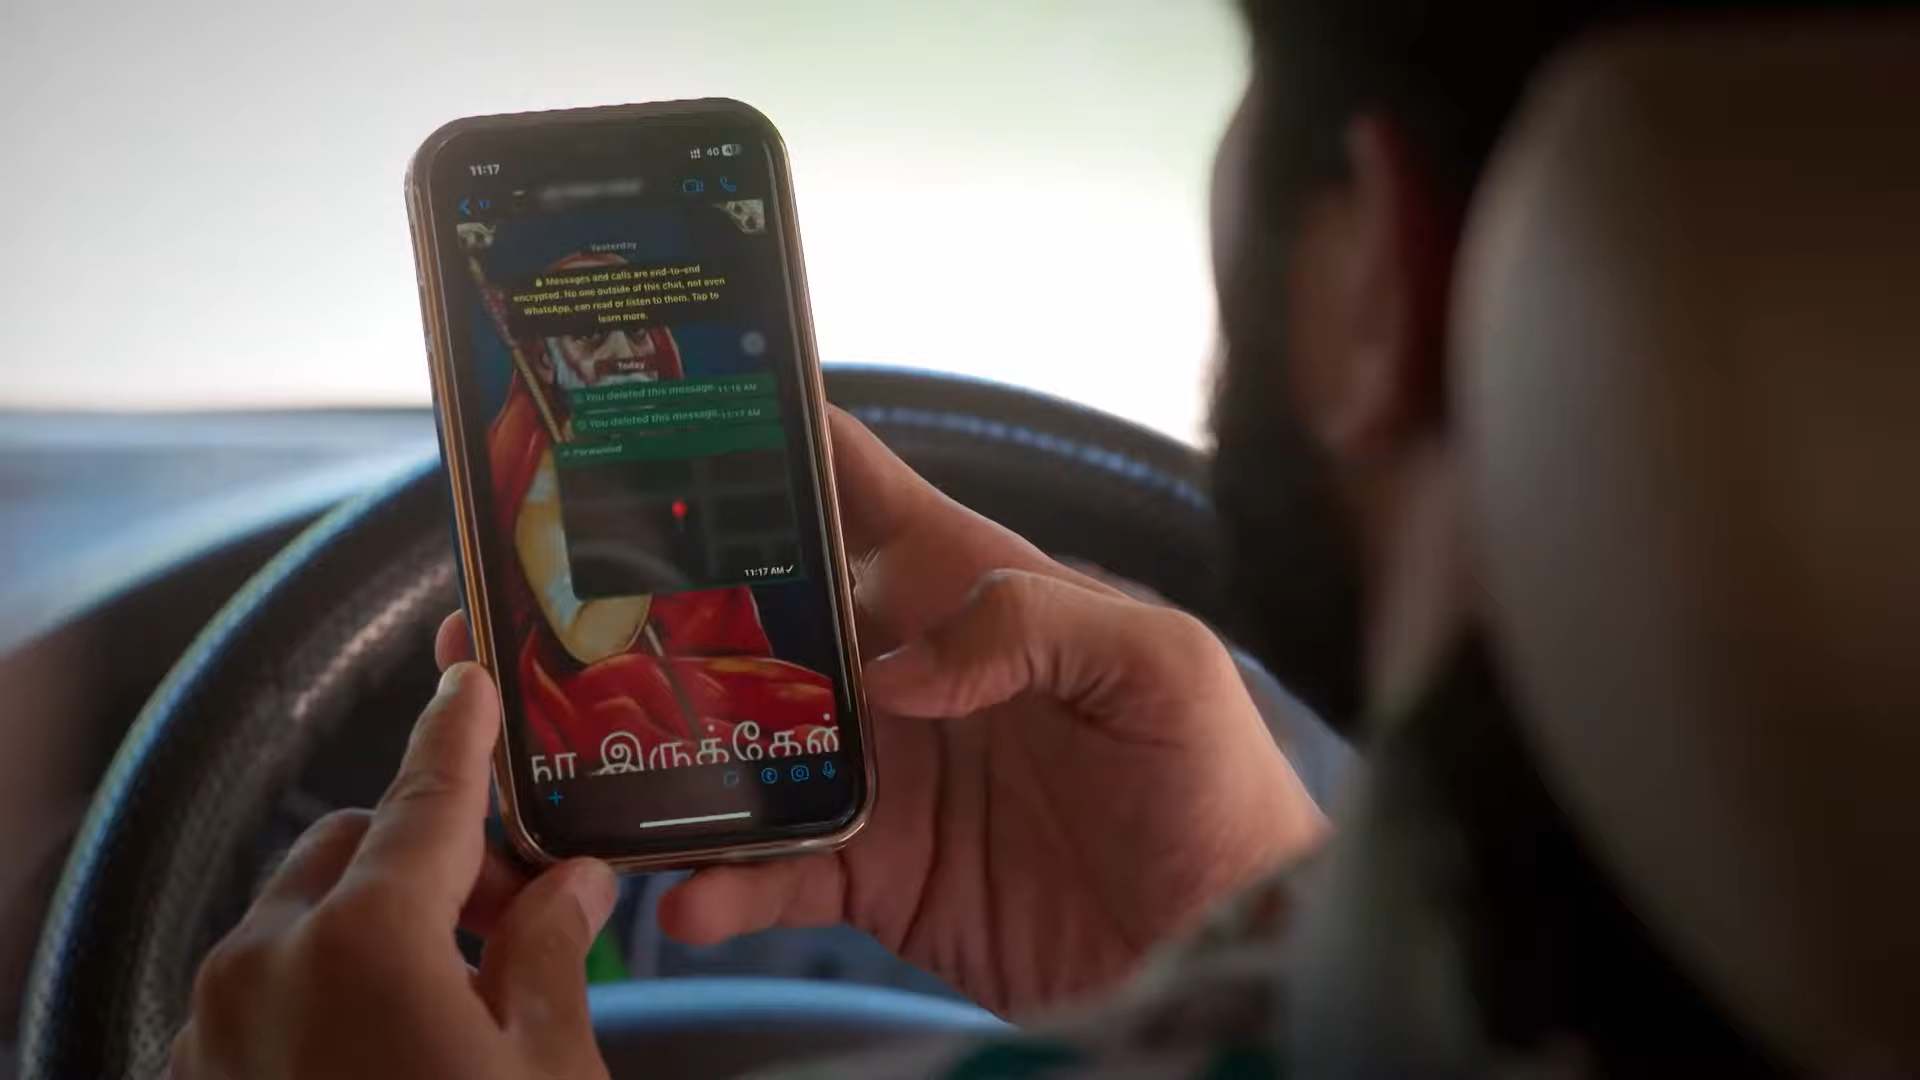 11:17
4G 47
Yesterday
Messages and calls are end-to-end
encrypted. No one outside of this chat, not even
WhatsApp, can read or listen to them. Tap to
learn more.
Today
You deleted this message. 11:16 AM
You deleted this message. 11:17 AM
Forwarded
11:17 AM
நா இருக்கேன்